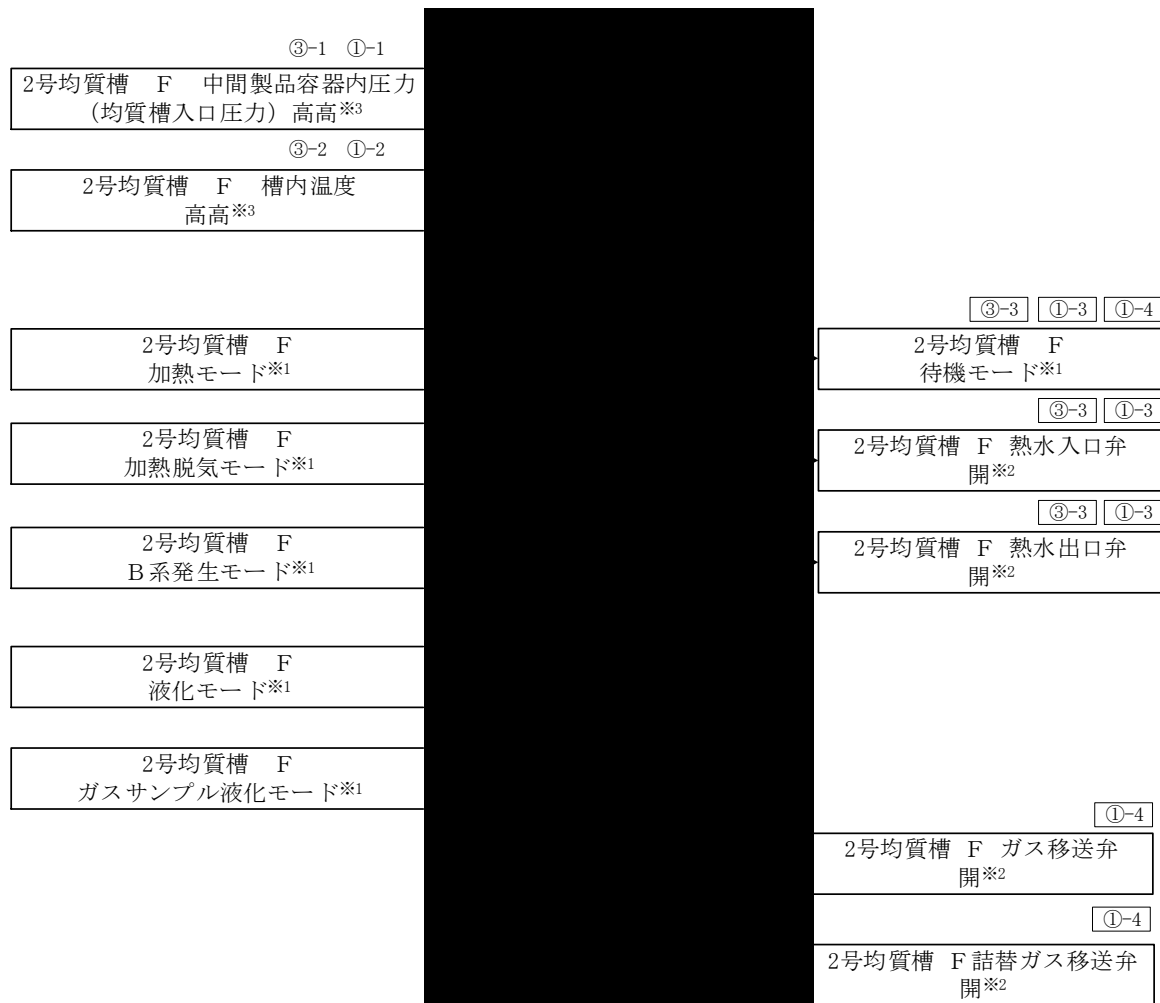 ③-1 ①-1
2号均質槽 F 中間製品容器内圧力
(均質槽入口圧力) 高高※3
③-2 ①-2
2号均質槽 F 槽内温度
高高※3
2号均質槽 F
加熱モード※1
2号均質槽 F
加熱脱気モード※1
2号均質槽 F
B系発生モード※1
2号均質槽 F
液化モード※1
2号均質槽 F
ガスサンプル液化モード※1
③-3 ①-3 ①-4
2号均質槽 F
待機モード※1
③-3 ①-3
2号均質槽 F 熱水入口弁
開※2
③-3 ①-3
2号均質槽 F 熱水出口弁
開※2
①-4
2号均質槽 F ガス移送弁
開※2
①-4
2号均質槽 F詰替ガス移送弁
開※2